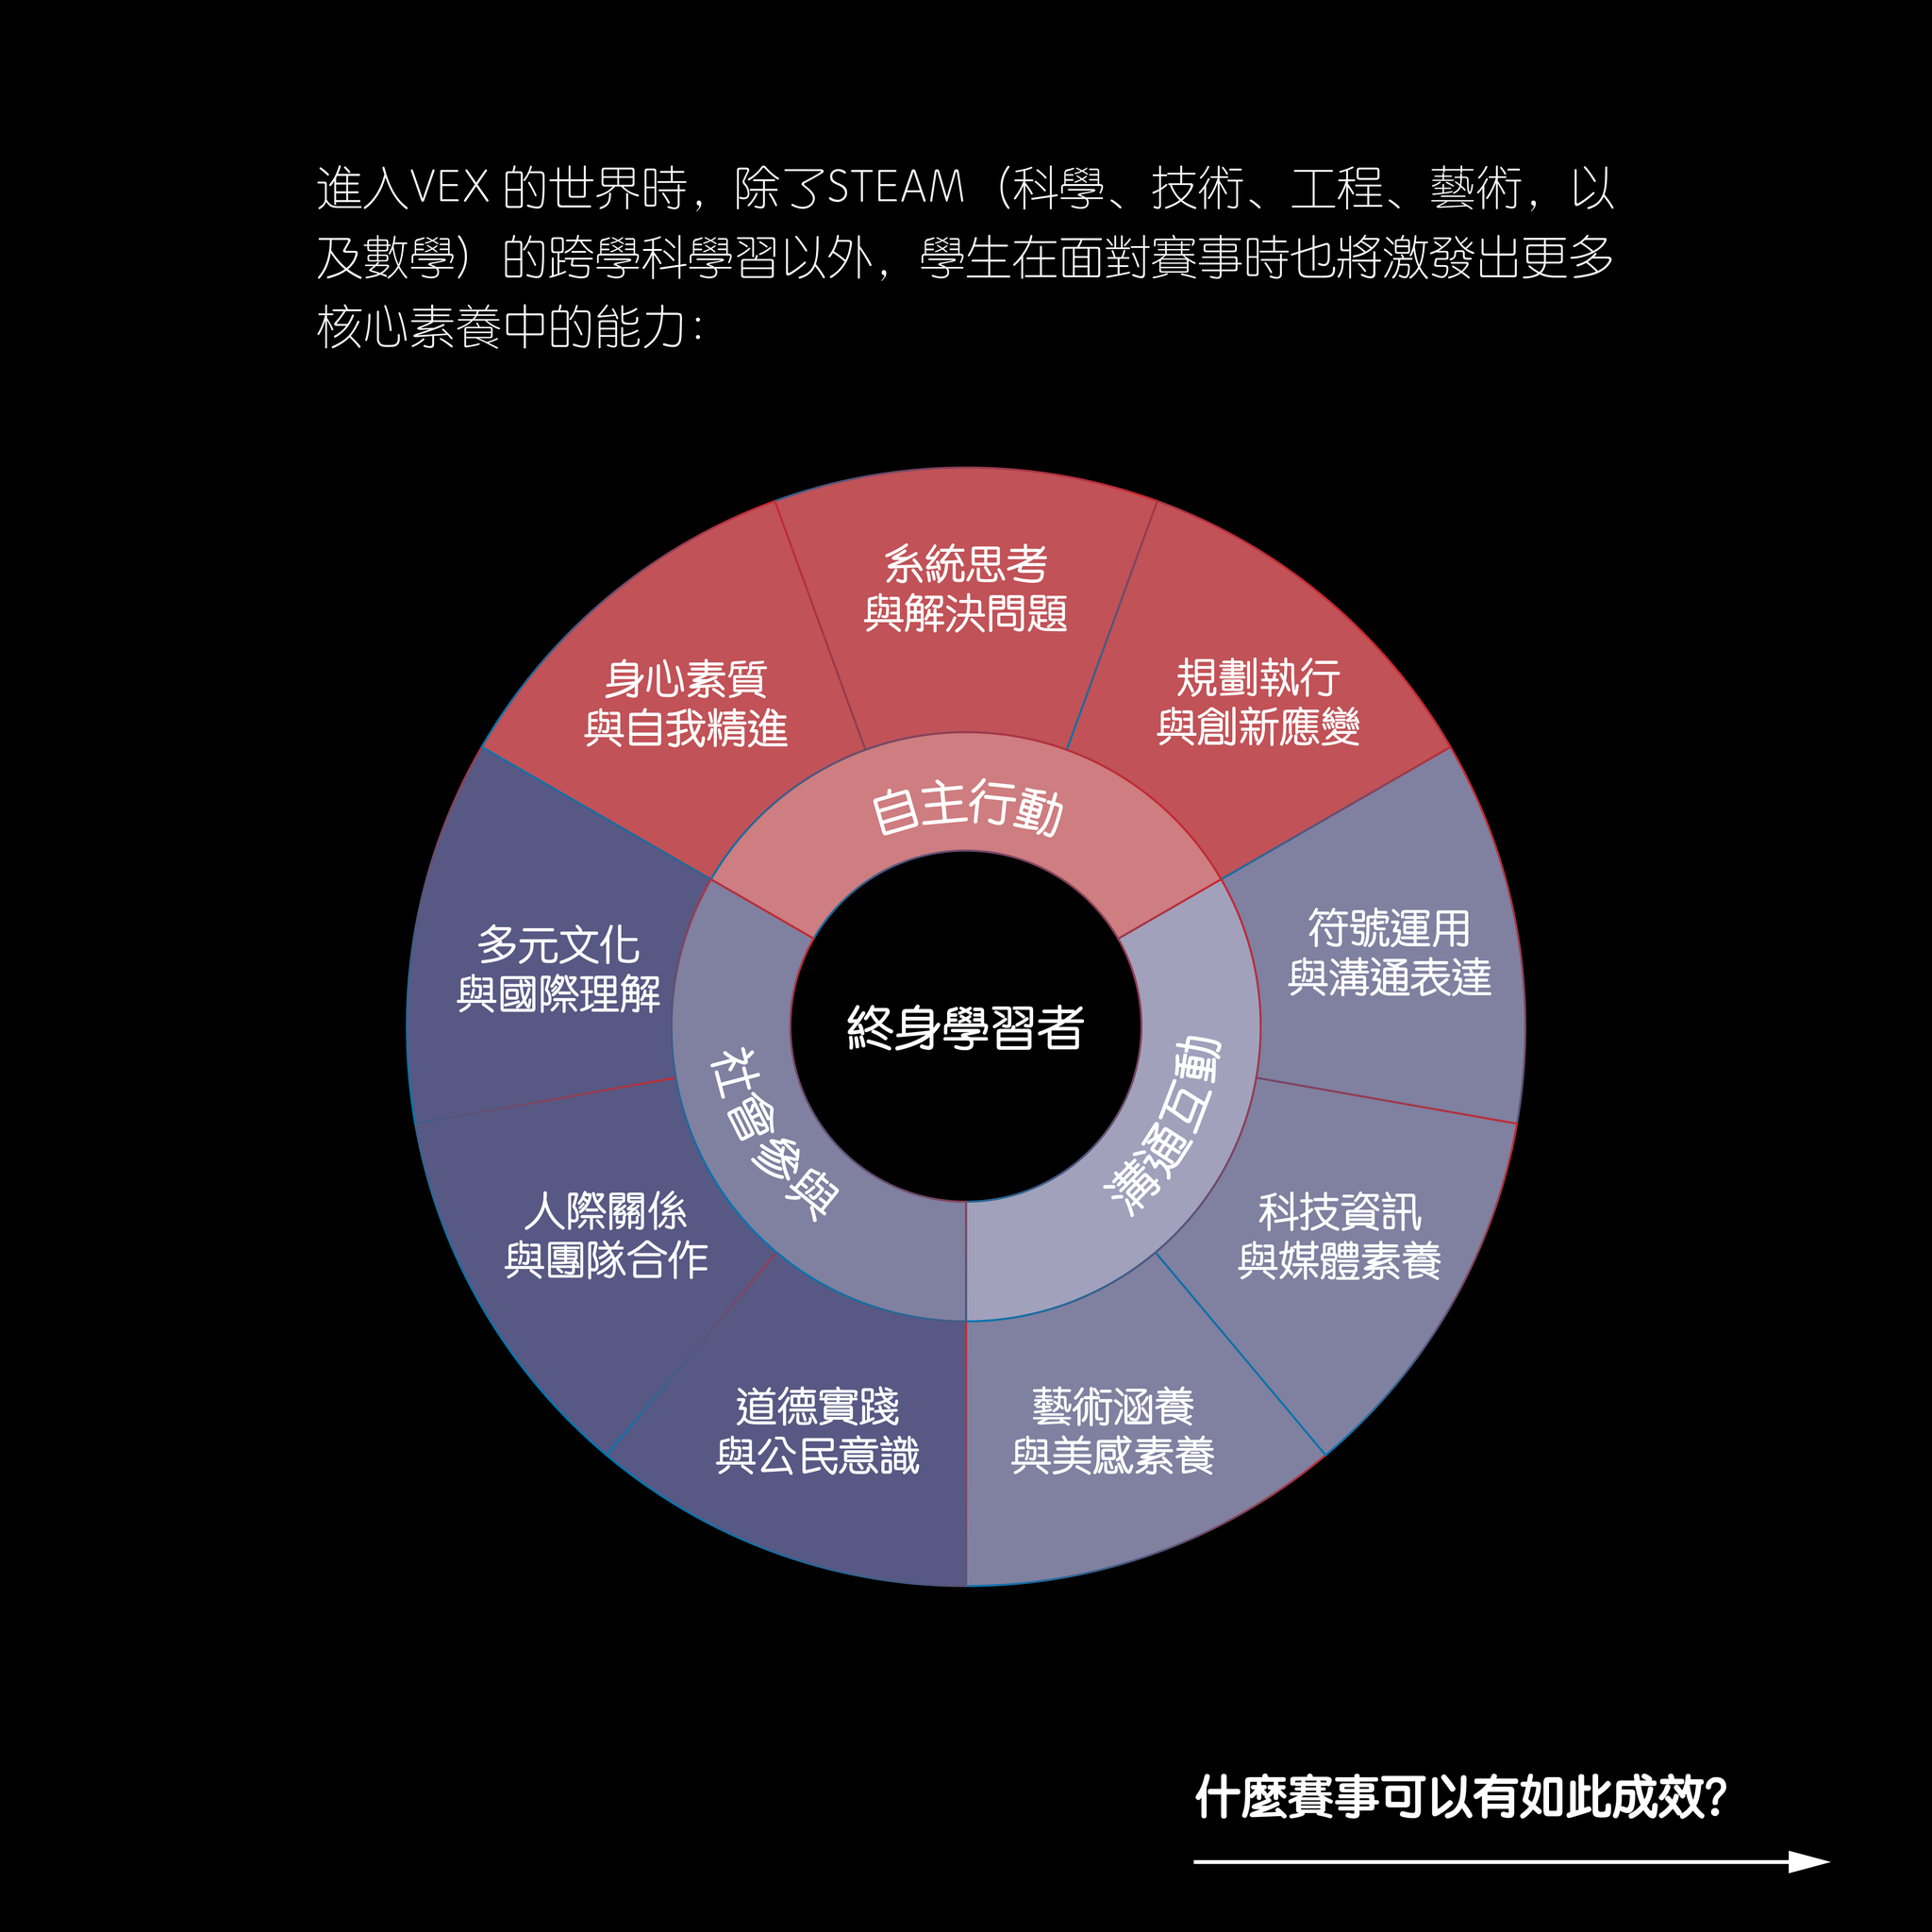 進入VEX 的世界時，除了STEAM（科學、技術、工程、藝術，以
及數學）的跨學科學習以外，學生在面對賽事時也將激發出更多
核心素養中的能力：
系統思考
與解決問題
身心素質
與自我精進
規劃執行
與創新應變
自主行動
多元文化
與國際理解
符號運用
與溝通表達
終身學習者
社會參與
溝通互動
人際關係
與團隊合作
科技資訊
與媒體素養
道德實踐
與公民意識
藝術涵養
與美感素養
什麼賽事可以有如此成效？